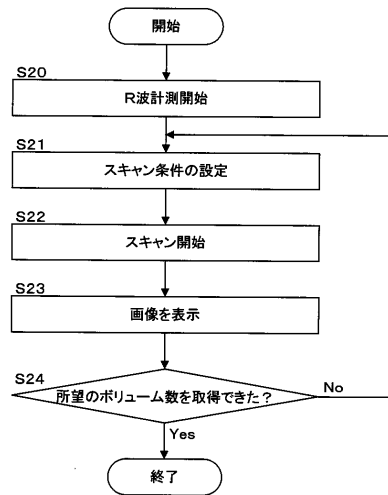 開始
S20
R波計測開始
S21
スキャン条件の設定
S22
スキャン開始
S23
画像を表示
S24
所望のボリューム数を取得できた？
No
Yes
終了